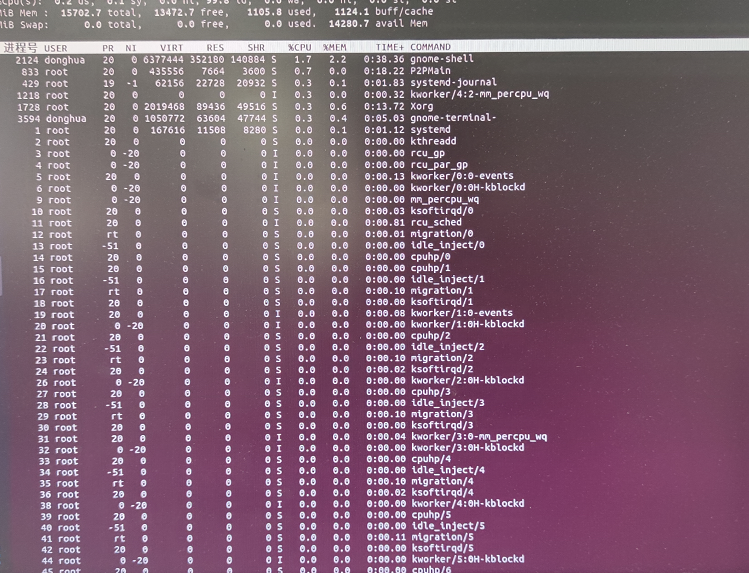 MiB Mem : 15702.7 total, 13472.7 free, 1105.8 used, 1124.1 buff/cache
MiB Swap: 0.0 total, 0.0 free, 0.0 used. 14280.7 avail Mem
进程号 USER PR NI VIRT RES SHR %CPU %MEM TIME+ COMMAND
2124 donghua 20 0 6377444 352180 140884 S 1.7 2.2 0:38.36 gnome-shell
833 root 20 0 435556 7664 3600 S 0.7 0.0 0:18.22 P2PMain
429 root 19 -1 62156 22728 20932 S 0.3 0.1 0:01.83 systemd-journal
1218 root 20 0 0 0 0 I 0.3 0.0 0:00.32 kworker/4:2-mm_percpu_wq
1728 root 20 0 2019468 89436 49516 S 0.3 0.6 0:13.72 Xorg
3594 donghua 20 0 1050772 63604 47744 S 0.3 0.4 0:05.03 gnome-terminal-
1 root 20 0 167616 11508 8280 S 0.0 0.1 0:01.12 systemd
2 root 20 0 0 0 0 S 0.0 0.0 0:00.00 kthreadd
3 root 0 -20 0 0 0 I 0.0 0.0 0:00.00 rcu_gp
4 root 0 -20 0 0 0 I 0.0 0.0 0:00.00 rcu_par_gp
5 root 20 0 0 0 0 I 0.0 0.0 0:00.13 kworker/0:0-events
6 root 0 -20 0 0 0 I 0.0 0.0 0:00.00 kworker/0:0H-kblockd
9 root 0 -20 0 0 0 I 0.0 0.0 0:00.00 mm_percpu_wq
10 root 20 0 0 0 0 S 0.0 0.0 0:00.03 ksoftirqd/0
11 root 20 0 0 0 0 I 0.0 0.0 0:00.81 rcu_sched
12 root rt 0 0 0 0 S 0.0 0.0 0:00.01 migration/0
13 root -51 0 0 0 0 S 0.0 0.0 0:00.00 idle_inject/0
14 root 20 0 0 0 0 S 0.0 0.0 0:00.00 cpuhp/0
15 root 20 0 0 0 0 S 0.0 0.0 0:00.00 cpuhp/1
16 root -51 0 0 0 0 S 0.0 0.0 0:00.00 idle_inject/1
17 root rt 0 0 0 0 S 0.0 0.0 0:00.10 migration/1
18 root 20 0 0 0 0 S 0.0 0.0 0:00.00 ksoftirqd/1
19 root 20 0 0 0 0 I 0.0 0.0 0:00.08 kworker/1:0-events
20 root 0 -20 0 0 0 I 0.0 0.0 0:00.00 kworker/1:0H-kblockd
21 root 20 0 0 0 0 S 0.0 0.0 0:00.00 cpuhp/2
22 root -51 0 0 0 0 S 0.0 0.0 0:00.00 idle_inject/2
23 root rt 0 0 0 0 S 0.0 0.0 0:00.10 migration/2
24 root 20 0 0 0 0 S 0.0 0.0 0:00.02 ksoftirqd/2
26 root 0 -20 0 0 0 I 0.0 0.0 0:00.00 kworker/2:0H-kblockd
27 root 20 0 0 0 0 S 0.0 0.0 0:00.00 cpuhp/3
28 root -51 0 0 0 0 S 0.0 0.0 0:00.00 idle_inject/3
29 root rt 0 0 0 0 S 0.0 0.0 0:00.10 migration/3
30 root 20 0 0 0 0 S 0.0 0.0 0:00.00 ksoftirqd/3
31 root 20 0 0 0 0 I 0.0 0.0 0:00.04 kworker/3:0-mm_percpu_wq
32 root 0 -20 0 0 0 I 0.0 0.0 0:00.00 kworker/3:0H-kblockd
33 root 20 0 0 0 0 S 0.0 0.0 0:00.00 cpuhp/4
34 root -51 0 0 0 0 S 0.0 0.0 0:00.00 idle_inject/4
35 root rt 0 0 0 0 S 0.0 0.0 0:00.10 migration/4
36 root 20 0 0 0 0 S 0.0 0.0 0:00.02 ksoftirqd/4
38 root 0 -20 0 0 0 I 0.0 0.0 0:00.00 kworker/4:0H-kblockd
39 root 20 0 0 0 0 S 0.0 0.0 0:00.00 cpuhp/5
40 root -51 0 0 0 0 S 0.0 0.0 0:00.00 idle_inject/5
41 root rt 0 0 0 0 S 0.0 0.0 0:00.11 migration/5
42 root 20 0 0 0 0 S 0.0 0.0 0:00.00 ksoftirqd/5
44 root 0 -20 0 0 0 I 0.0 0.0 0:00.00 kworker/5:0H-kblockd
45 root 20 0 0 0 0 S 0.0 0.0 0:00.00 cpuhp/6